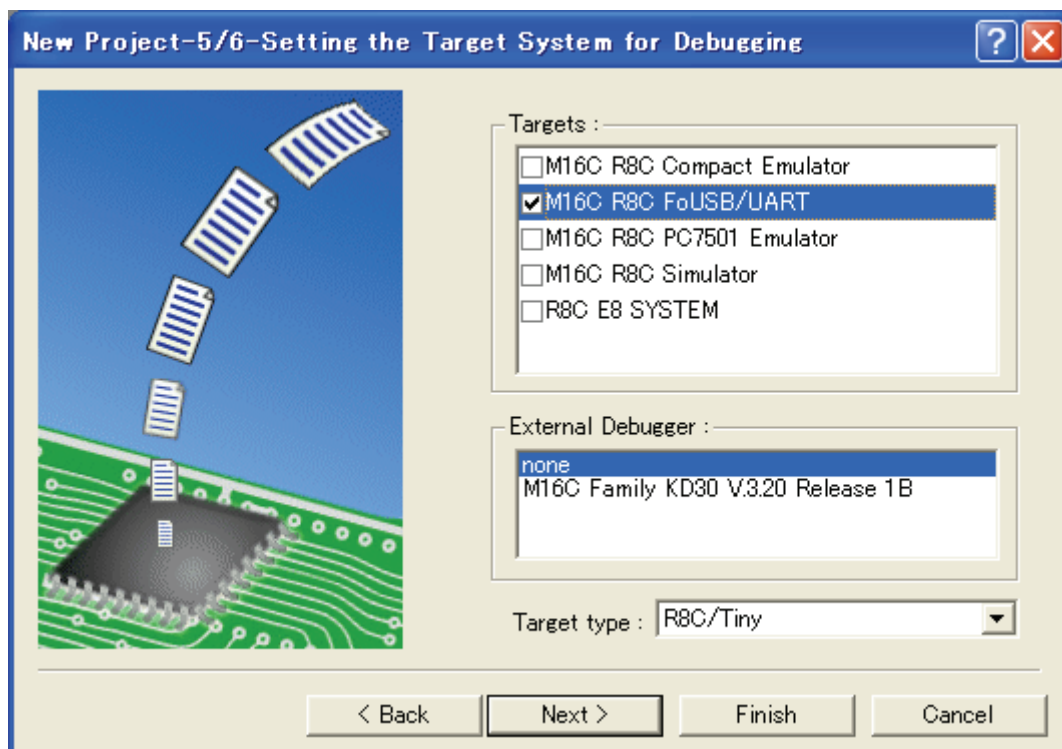 New Project-5/6-Setting the Target System for Debugging
Targets :
M16C R8C Compact Emulator
M16C R8C FoUSB/UART
M16C R8C PC7501 Emulator
M16C R8C Simulator
R8C E8 SYSTEM
External Debugger :
none
M16C Family KD30 V.3.20 Release 1B
Target type : R8C/Tiny
< Back Next > Finish Cancel